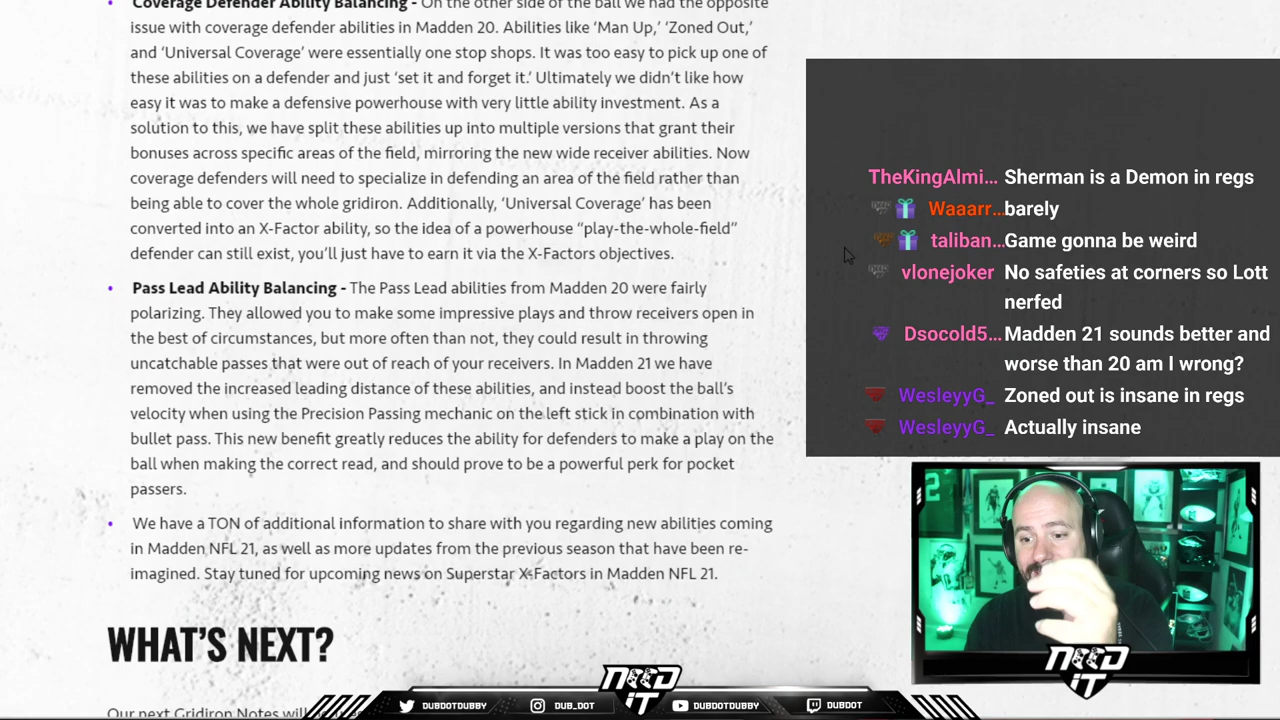 Coverage Defender Ability Balancing - On the other side of the ball we had the opposite
issue with coverage defender abilities in Madden 20. Abilities like ‘Man Up,’ ‘Zoned Out,’
and ‘Universal Coverage’ were essentially one stop shops. It was too easy to pick up one of
these abilities on a defender and just ‘set it and forget it.’ Ultimately we didn’t like how
easy it was to make a defensive powerhouse with very little ability investment. As a
solution to this, we have split these abilities up into multiple versions that grant their
bonuses across specific areas of the field, mirroring the new wide receiver abilities. Now
coverage defenders will need to specialize in defending an area of the field rather than
being able to cover the whole gridiron. Additionally, ‘Universal Coverage’ has been
converted into an X-Factor ability, so the idea of a powerhouse “play-the-whole-field”
defender can still exist, you’ll just have to earn it via the X-Factors objectives.
Pass Lead Ability Balancing - The Pass Lead abilities from Madden 20 were fairly
polarizing. They allowed you to make some impressive plays and throw receivers open in
the best of circumstances, but more often than not, they could result in throwing
uncatchable passes that were out of reach of your receivers. In Madden 21 we have
removed the increased leading distance of these abilities, and instead boost the ball’s
velocity when using the Precision Passing mechanic on the left stick in combination with
bullet pass. This new benefit greatly reduces the ability for defenders to make a play on the
ball when making the correct read, and should prove to be a powerful perk for pocket
passers.
We have a TON of additional information to share with you regarding new abilities coming
in Madden NFL 21, as well as more updates from the previous season that have been re-
imagined. Stay tuned for upcoming news on Superstar X-Factors in Madden NFL 21.
WHAT’S NEXT?
Our next Gridiron Notes will
TheKingAlmi... Sherman is a Demon in regs
Waaarr... barely
taliban... Game gonna be weird
vlonejoker No safeties at corners so Lott
nerfed
Dsocold5... Madden 21 sounds better and
worse than 20 am I wrong?
WesleyyG_ Zoned out is insane in regs
WesleyyG_ Actually insane
NEED
IT
NEED
IT
DUBDOTDUBBY
DUB_DOT
DUBDOTDUBBY
DUBDOT